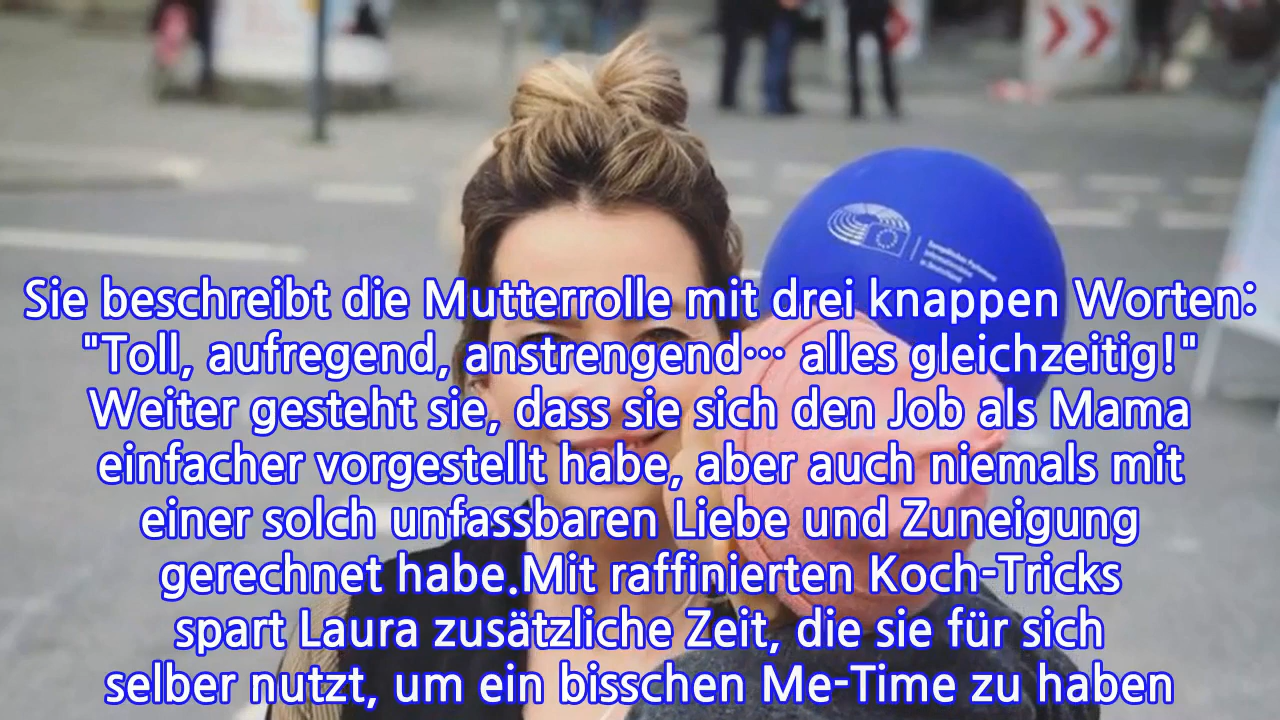 Sie beschreibt die Mutterrolle mit drei knappen Worten:
"Toll, aufregend, anstrengend… alles gleichzeitig!"
Weiter gesteht sie, dass sie sich den Job als Mama
einfacher vorgestellt habe, aber auch niemals mit
einer solch unfassbaren Liebe und Zuneigung
gerechnet habe.Mit raffinierten Koch-Tricks
spart Laura zusätzliche Zeit, die sie für sich
selber nutzt, um ein bisschen Me-Time zu haben